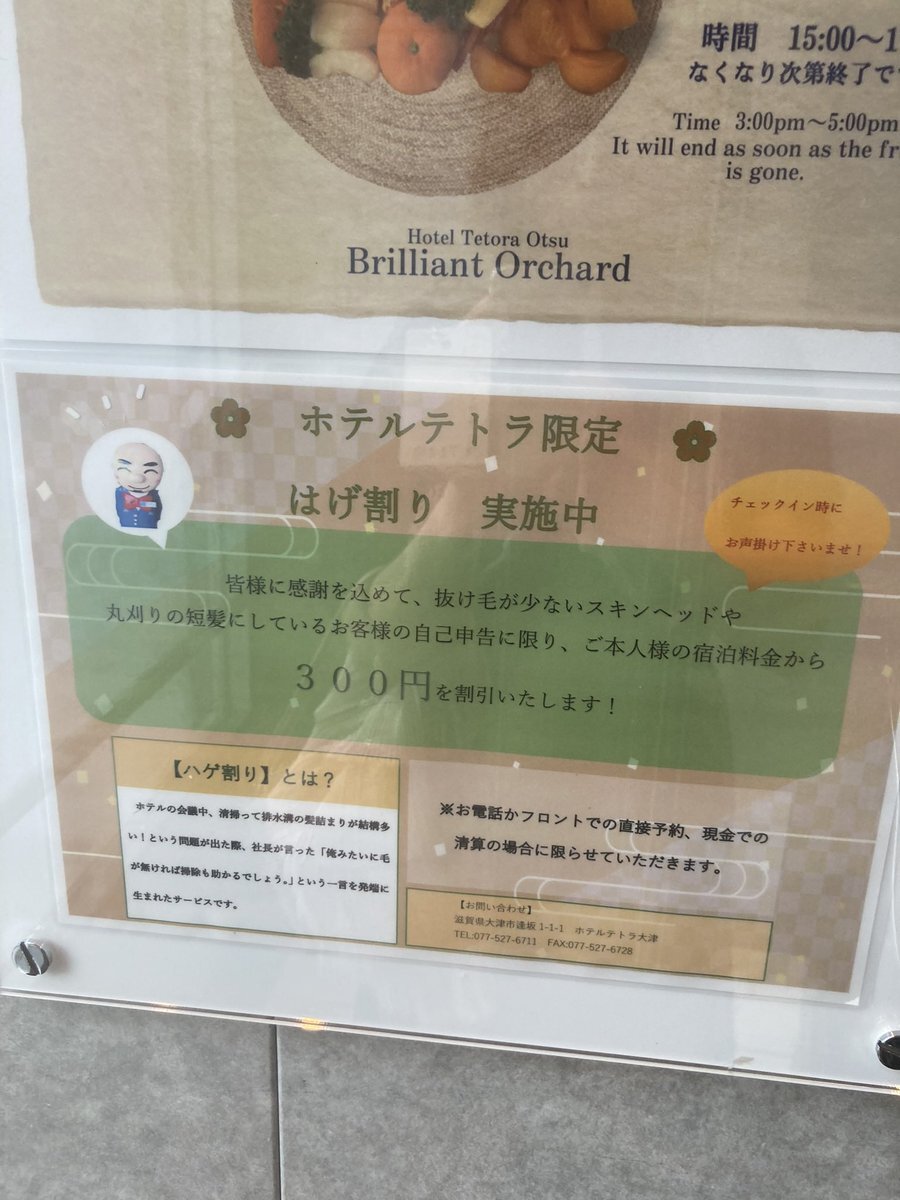 時間 15:00～1
なくなり次第終了で
Time 3:00pm～5:00pm
It will end as soon as the fr
is gone.
Hotel Tetora Otsu
Brilliant Orchard
ホテルテトラ限定
はげ割り 実施中
チェックイン時に
お声掛け下さいませ！
皆様に感謝を込めて、抜け毛が少ないスキンヘッドや
丸刈りの短髪にしているお客様の自己申告に限り、ご本人様の宿泊料金から
３００円を割引いたします！
【ハゲ割り】とは？
ホテルの会議中、清掃って排水溝の髪詰まりが結構多
い！という問題が出た際、社長が言った「俺みたいに毛
が無ければ掃除も助かるでしょう。」という一言を発端に
生まれたサービスです。
※お電話かフロントでの直接予約、現金での
清算の場合に限らせていただきます。
【お問い合わせ】
滋賀県大津市逢坂 1-1-1 ホテルテトラ大津
TEL:077-527-6711 FAX:077-527-6728